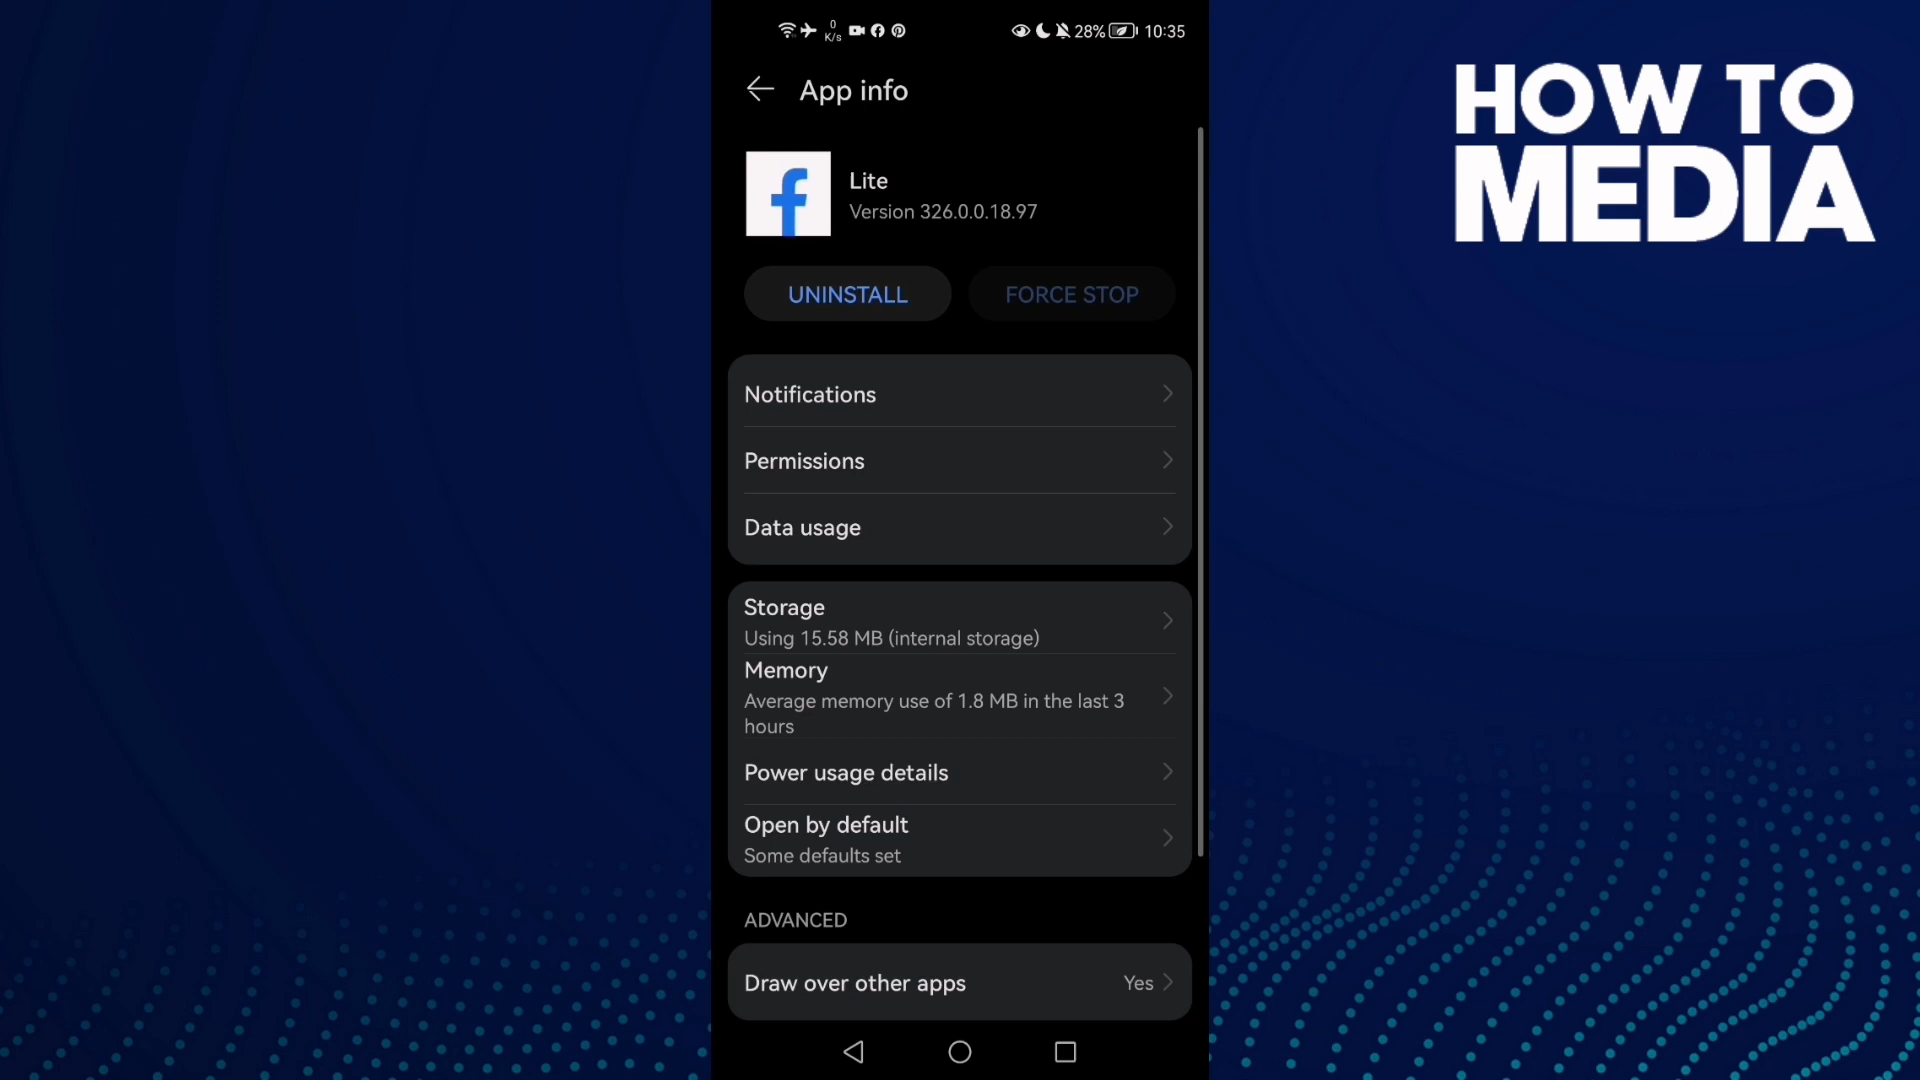 0
K/s
28%
10:35
App info
HOW TO
MEDIA
Lite
Version 326.0.0.18.97
UNINSTALL
FORCE STOP
Notifications
Permissions
Data usage
Storage
Using 15.58 MB (internal storage)
Memory
Average memory use of 1.8 MB in the last 3
hours
Power usage details
Open by default
Some defaults set
ADVANCED
Draw over other apps
Yes